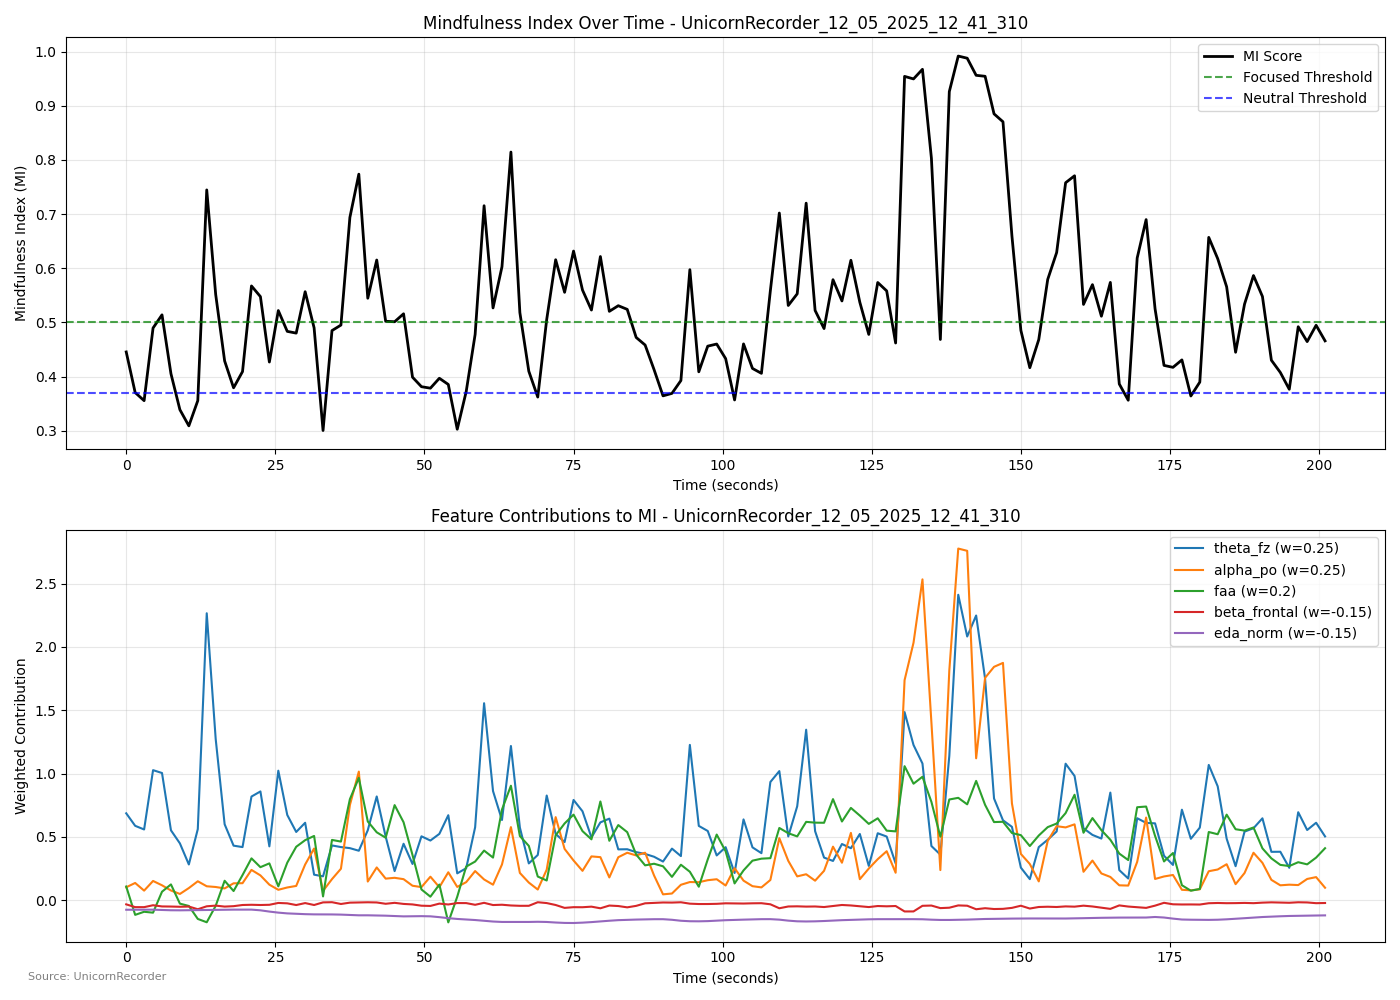 Mindfulness Index Over Time - UnicornRecorder_12_05_2025_12_41_310
Mindfulness Index (MI)
1.0
0.9
0.8
0.7
0.6
0.5
0.4
0.3
MI Score
Focused Threshold
Neutral Threshold
0 25 50 75 100 125 150 175 200
Time (seconds)
Feature Contributions to MI - UnicornRecorder_12_05_2025_12_41_310
Weighted Contribution
2.5
2.0
1.5
1.0
0.5
0.0
theta_fz (w=0.25)
alpha_po (w=0.25)
faa (w=0.2)
beta_frontal (w=-0.15)
eda_norm (w=-0.15)
0 25 50 75 100 125 150 175 200
Time (seconds)
Source: UnicornRecorder